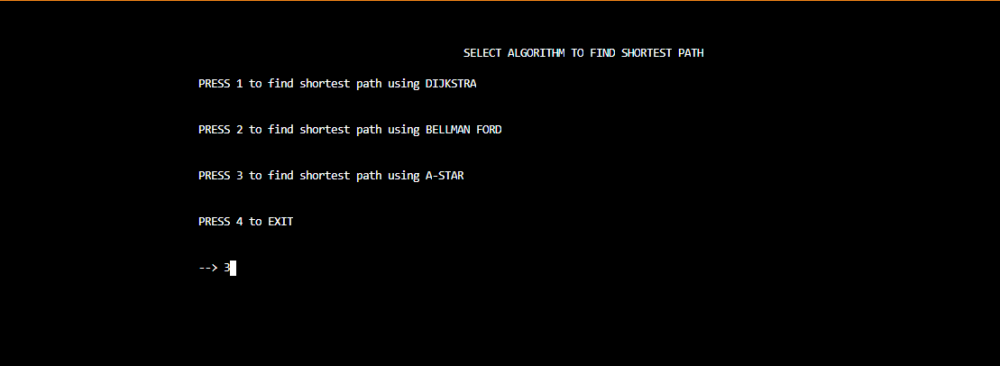 SELECT ALGORITHM TO FIND SHORTEST PATH
PRESS 1 to find shortest path using DIJKSTRA
PRESS 2 to find shortest path using BELLMAN FORD
PRESS 3 to find shortest path using A-STAR
PRESS 4 to EXIT
--> 3